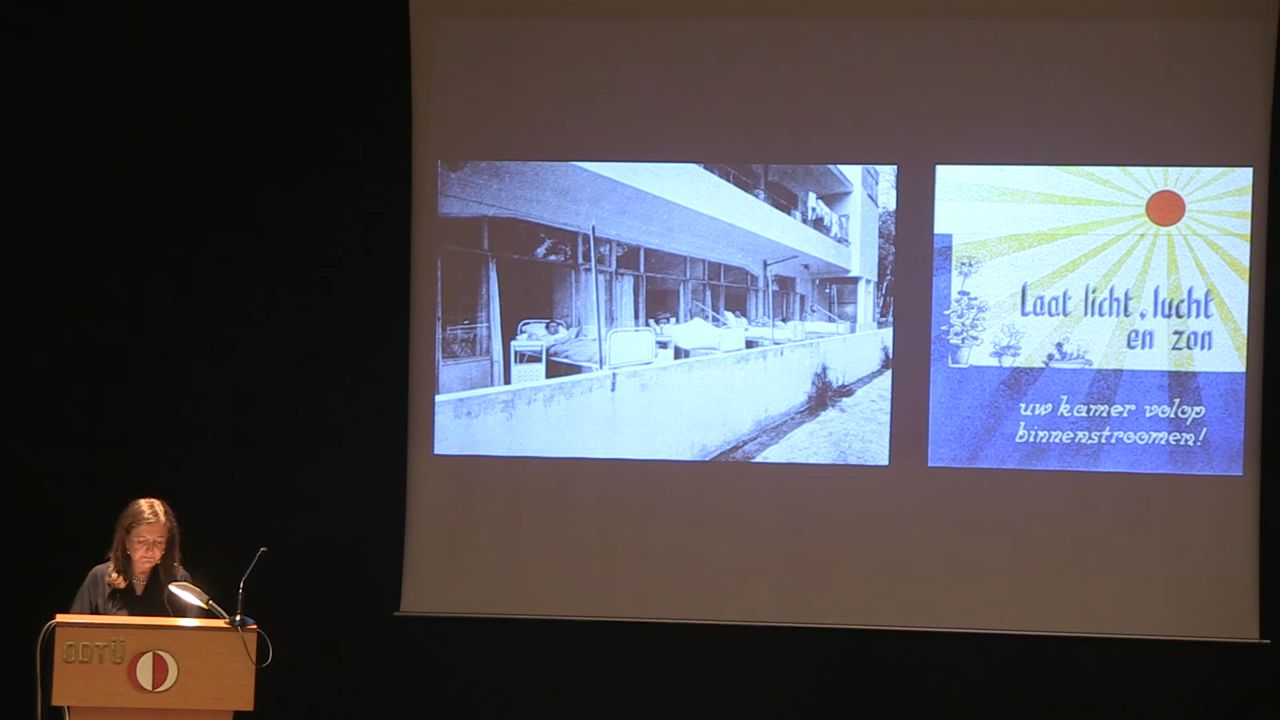 Laat licht, lucht
en zon
uw kamer volop
binnenstroomen!
ODTÜ